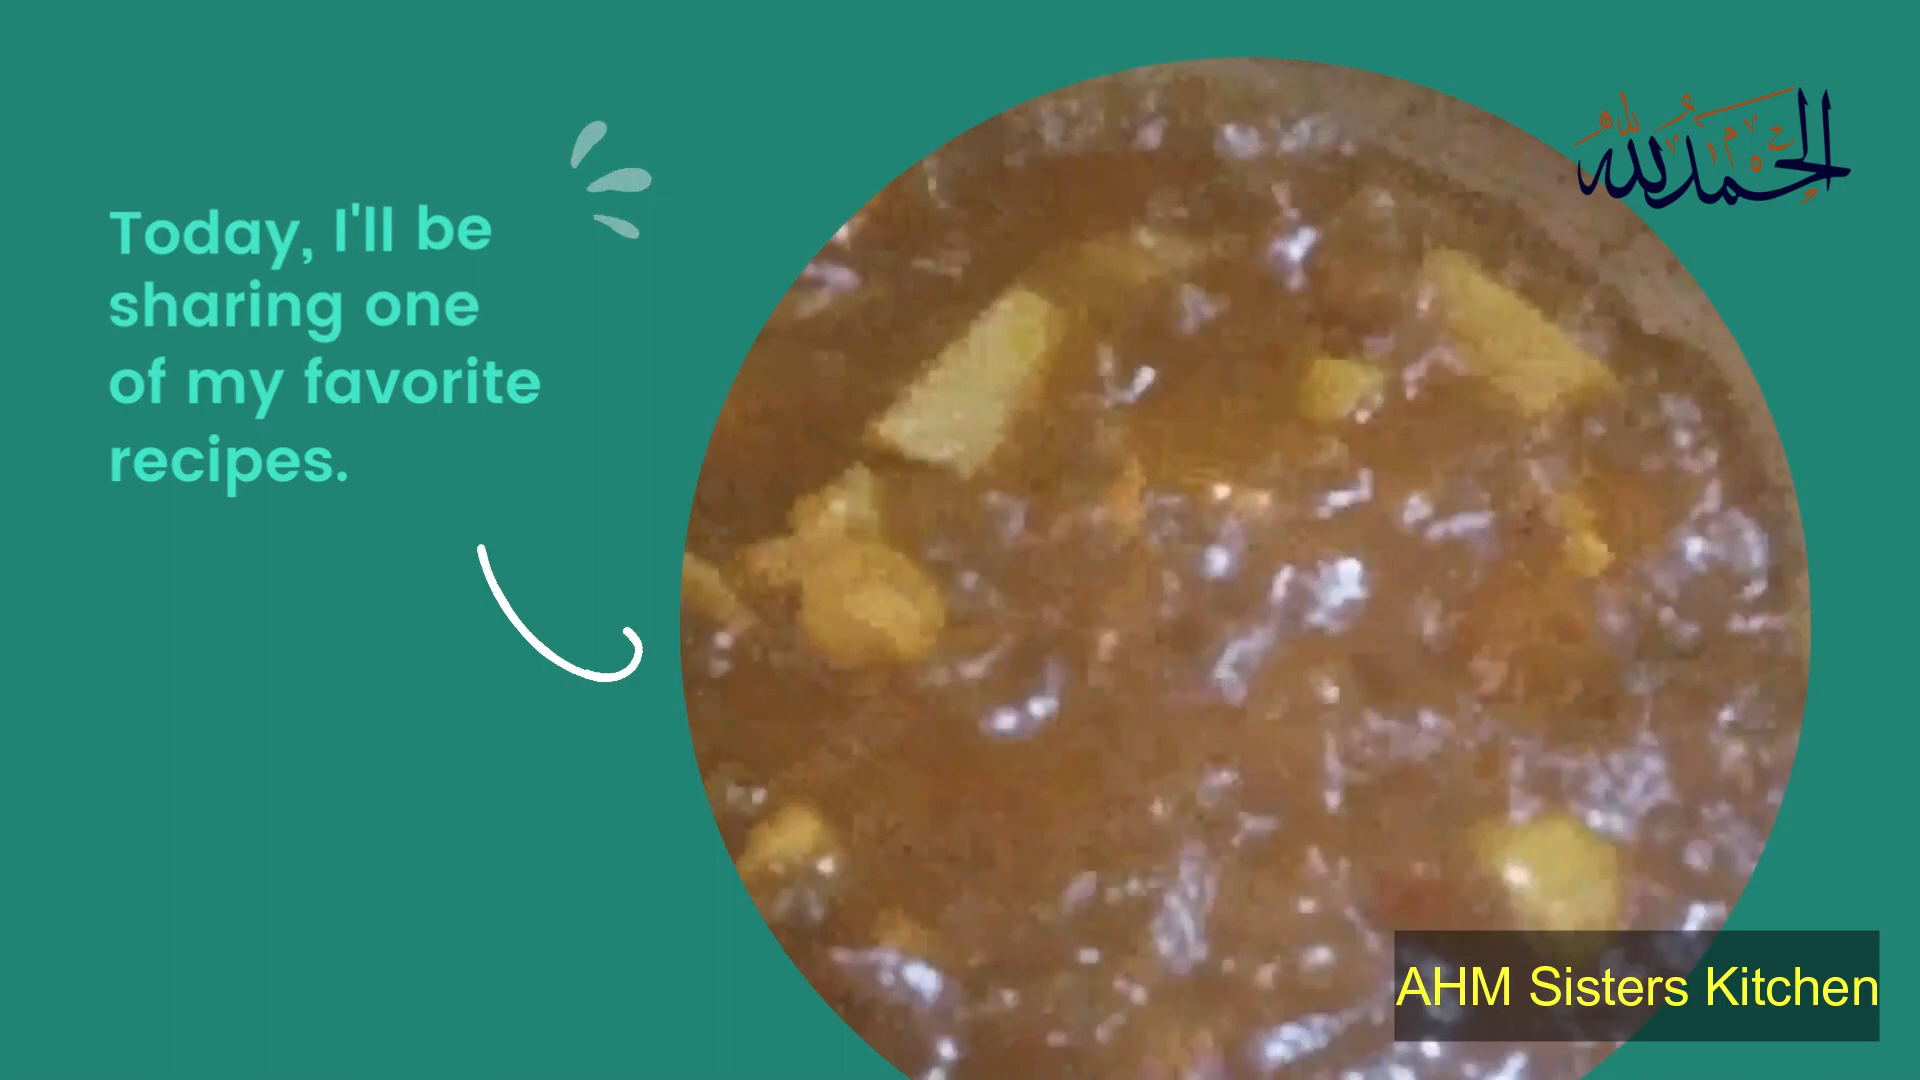 Today, I'll be
sharing one
of my favorite
recipes.
الحمد لله
AHM Sisters Kitchen